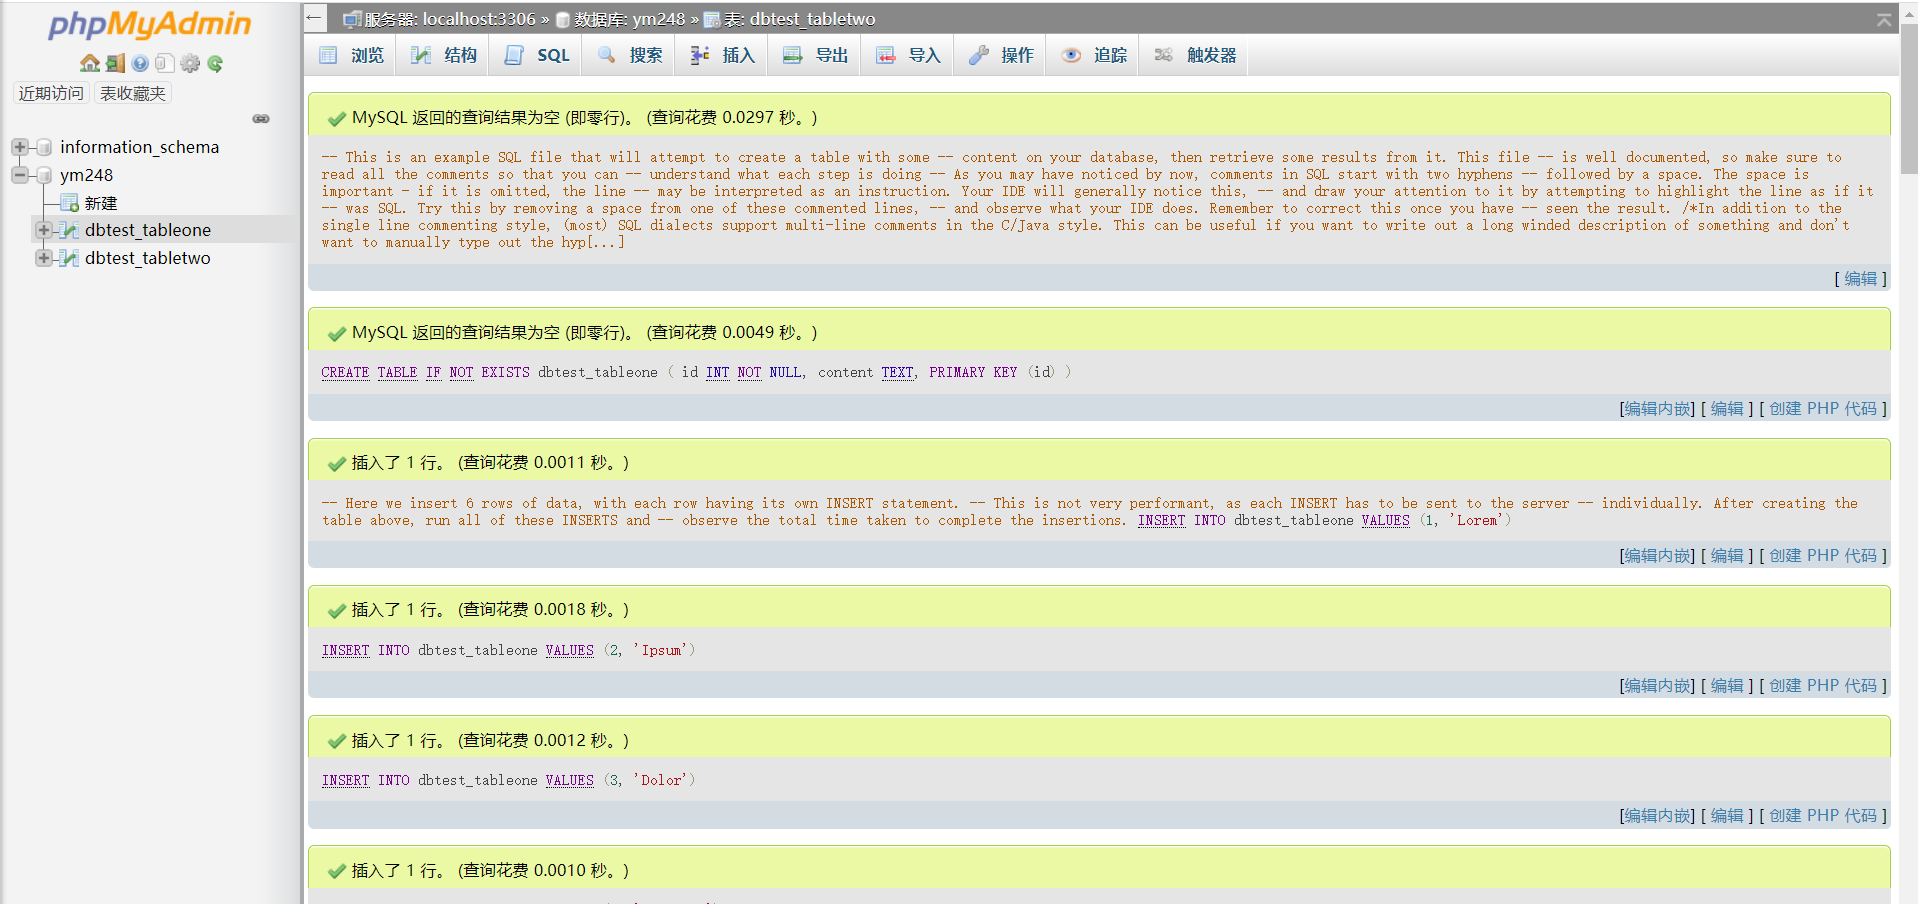 phpMyAdmin
近期访问 表收藏夹
information_schema
ym248
新建
dbtest_tableone
dbtest_tabletwo
服务器: localhost:3306 » 数据库: ym248 » 表: dbtest_tabletwo
浏览 结构 SQL 搜索 插入 导出 导入 操作 追踪 触发器
MySQL 返回的查询结果为空 (即零行)。 (查询花费 0.0297 秒。)
-- This is an example SQL file that will attempt to create a table with some -- content on your database, then retrieve some results from it. This file -- is well documented, so make sure to
read all the comments so that you can -- understand what each step is doing -- As you may have noticed by now, comments in SQL start with two hyphens -- followed by a space. The space is
important - if it is omitted, the line -- may be interpreted as an instruction. Your IDE will generally notice this, -- and draw your attention to it by attempting to highlight the line as if it
-- was SQL. Try this by removing a space from one of these commented lines, -- and observe what your IDE does. Remember to correct this once you have -- seen the result. /*In addition to the
single line commenting style, (most) SQL dialects support multi-line comments in the C/Java style. This can be useful if you want to write out a long winded description of something and don't
want to manually type out the hyp[...]
[ 编辑 ]
MySQL 返回的查询结果为空 (即零行)。 (查询花费 0.0049 秒。)
CREATE TABLE IF NOT EXISTS dbtest_tableone ( id INT NOT NULL, content TEXT, PRIMARY KEY (id) )
[编辑内嵌] [ 编辑 ] [ 创建 PHP 代码 ]
插入了 1 行。 (查询花费 0.0011 秒。)
-- Here we insert 6 rows of data, with each row having its own INSERT statement. -- This is not very performant, as each INSERT has to be sent to the server -- individually. After creating the
table above, run all of these INSERTS and -- observe the total time taken to complete the insertions. INSERT INTO dbtest_tableone VALUES (1, 'Lorem')
[编辑内嵌] [ 编辑 ] [ 创建 PHP 代码 ]
插入了 1 行。 (查询花费 0.0018 秒。)
INSERT INTO dbtest_tableone VALUES (2, 'Ipsum')
[编辑内嵌] [ 编辑 ] [ 创建 PHP 代码 ]
插入了 1 行。 (查询花费 0.0012 秒。)
INSERT INTO dbtest_tableone VALUES (3, 'Dolor')
[编辑内嵌] [ 编辑 ] [ 创建 PHP 代码 ]
插入了 1 行。 (查询花费 0.0010 秒。)